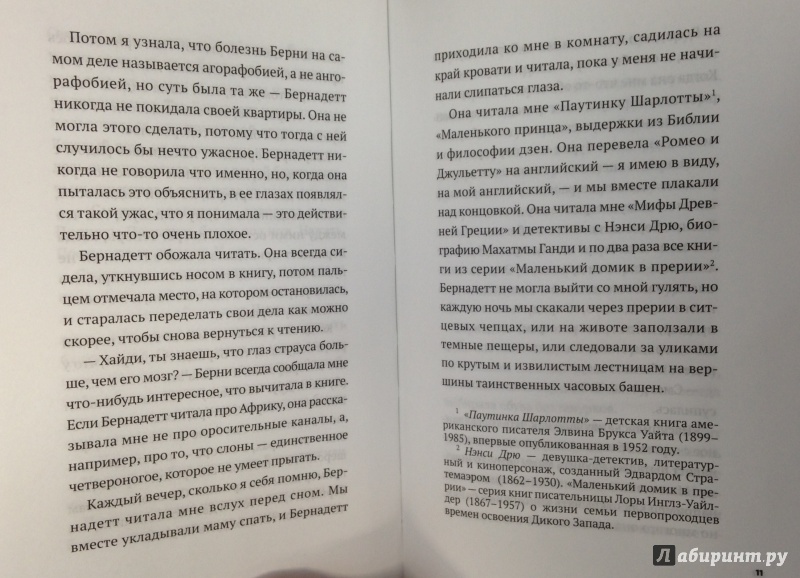 Потом я узнала, что болезнь Берни на са-
мом деле называется агорафобией, а не анго-
рафобией, но суть была та же — Бернадетт
никогда не покидала своей квартиры. Она не
могла этого сделать, потому что тогда с ней
случилось бы нечто ужасное. Бернадетт ни-
когда не говорила что именно, но, когда она
пыталась это объяснить, в ее глазах появлял-
ся такой ужас, что я понимала — это действи-
тельно что-то очень плохое.
Бернадетт обожала читать. Она всегда си-
дела, уткнувшись носом в книгу, потом паль-
цем отмечала место, на котором остановилась,
и старалась переделать свои дела как можно
скорее, чтобы снова вернуться к чтению.
— Хайди, ты знаешь, что глаз страуса боль-
ше, чем его мозг? — Берни всегда сообщала мне
что-нибудь интересное, что вычитала в книге.
Если Бернадетт читала про Африку, она расска-
зывала мне не про оросительные каналы, а,
например, про то, что слоны — единственное
четвероногое, которое не умеет прыгать.
Каждый вечер, сколько я себя помню, Бер-
надетт читала мне вслух перед сном. Мы
вместе укладывали маму спать, и Бернадетт
приходила ко мне в комнату, садилась на
край кровати и читала, пока у меня не начи-
нали слипаться глаза.
Она читала мне «Паутинку Шарлотты»¹,
«Маленького принца», выдержки из Библии
и философии дзен. Она перевела «Ромео и
Джульетту» на английский — я имею в виду,
на мой английский, — и мы вместе плакали
над концовкой. Она читала мне «Мифы Древ-
ней Греции» и детективы с Нэнси Дрю, био-
графию Махатмы Ганди и по два раза все кни-
ги из серии «Маленький домик в прерии»².
Бернадетт не могла выйти со мной гулять, но
каждую ночь мы скакали через прерии в сит-
цевых чепцах, или на животе заползали в
темные пещеры, или следовали за уликами
по крутым и извилистым лестницам на вер-
шины таинственных часовых башен.
¹ «Паутинка Шарлотты» — детская книга аме-
риканского писателя Элвина Брукса Уайта (1899–
1985), впервые опубликованная в 1952 году.
² Нэнси Дрю — девушка-детектив, литератур-
ный и киноперсонаж, созданный Эдвардом Стра-
темаэром (1862–1930). «Маленький домик в пре-
рии» — серия книг писательницы Лоры Инглз-Уайл-
дер (1867–1957) о жизни семьи первопроходцев
времен освоения Дикого Запада.
11
Лабиринт.ру